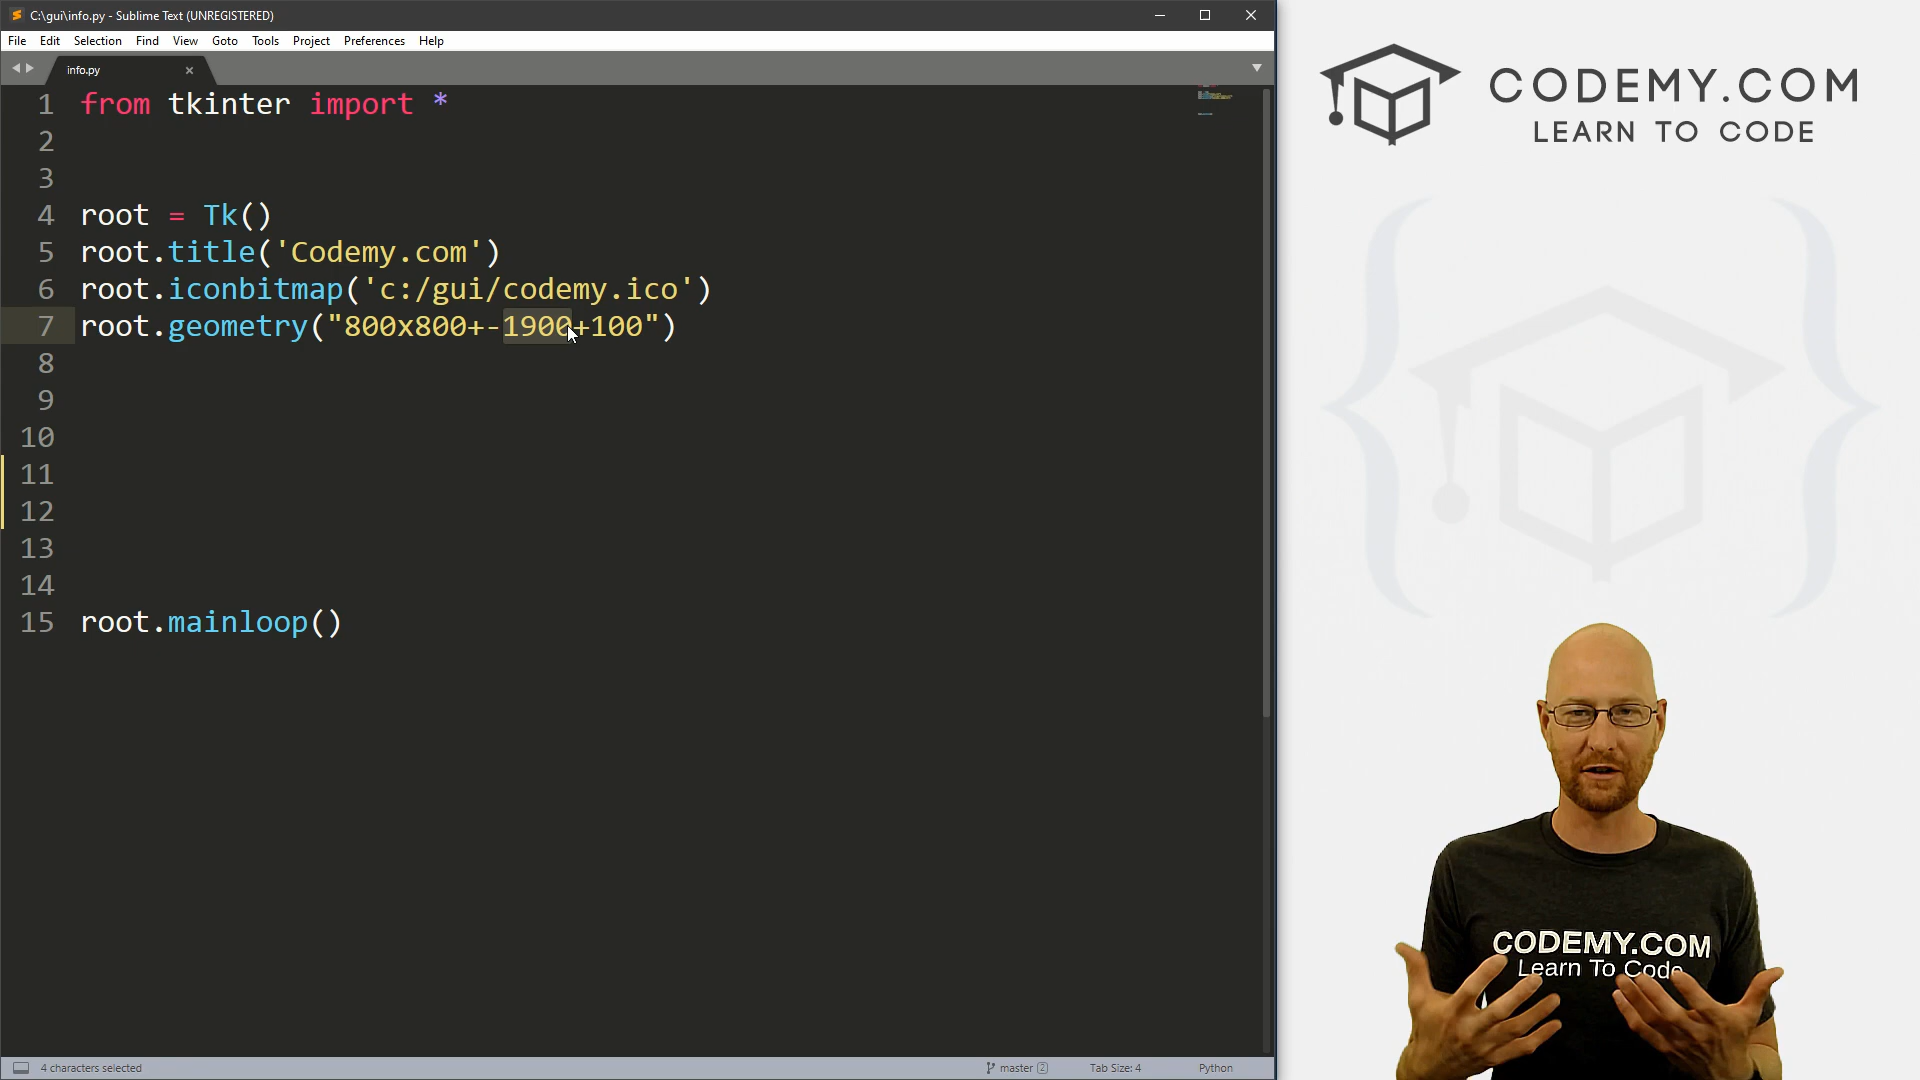 C:\gui\info.py - Sublime Text (UNREGISTERED)
File Edit Selection Find View Goto Tools Project Preferences Help
info.py
1 from tkinter import *
2
3
4 root = Tk()
5 root.title('Codemy.com')
6 root.iconbitmap('c:/gui/codemy.ico')
7 root.geometry("800x800+-1900+100")
8
9
10
11
12
13
14
15 root.mainloop()
4 characters selected
master 2
Tab Size: 4
Python
CODEMY.COM
LEARN TO CODE
CODEMY.COM
Learn To Code